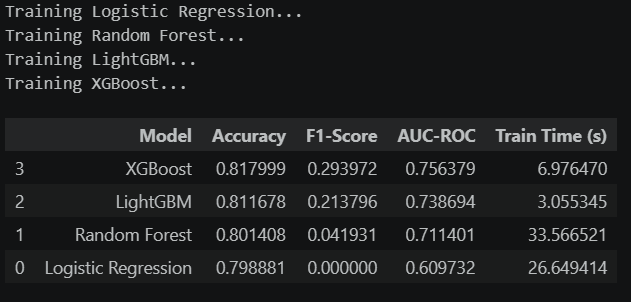 Training Logistic Regression...
Training Random Forest...
Training LightGBM...
Training XGBoost...
Model Accuracy F1-Score AUC-ROC Train Time (s)
3 XGBoost 0.817999 0.293972 0.756379 6.976470
2 LightGBM 0.811678 0.213796 0.738694 3.055345
1 Random Forest 0.801408 0.041931 0.711401 33.566521
0 Logistic Regression 0.798881 0.000000 0.609732 26.649414